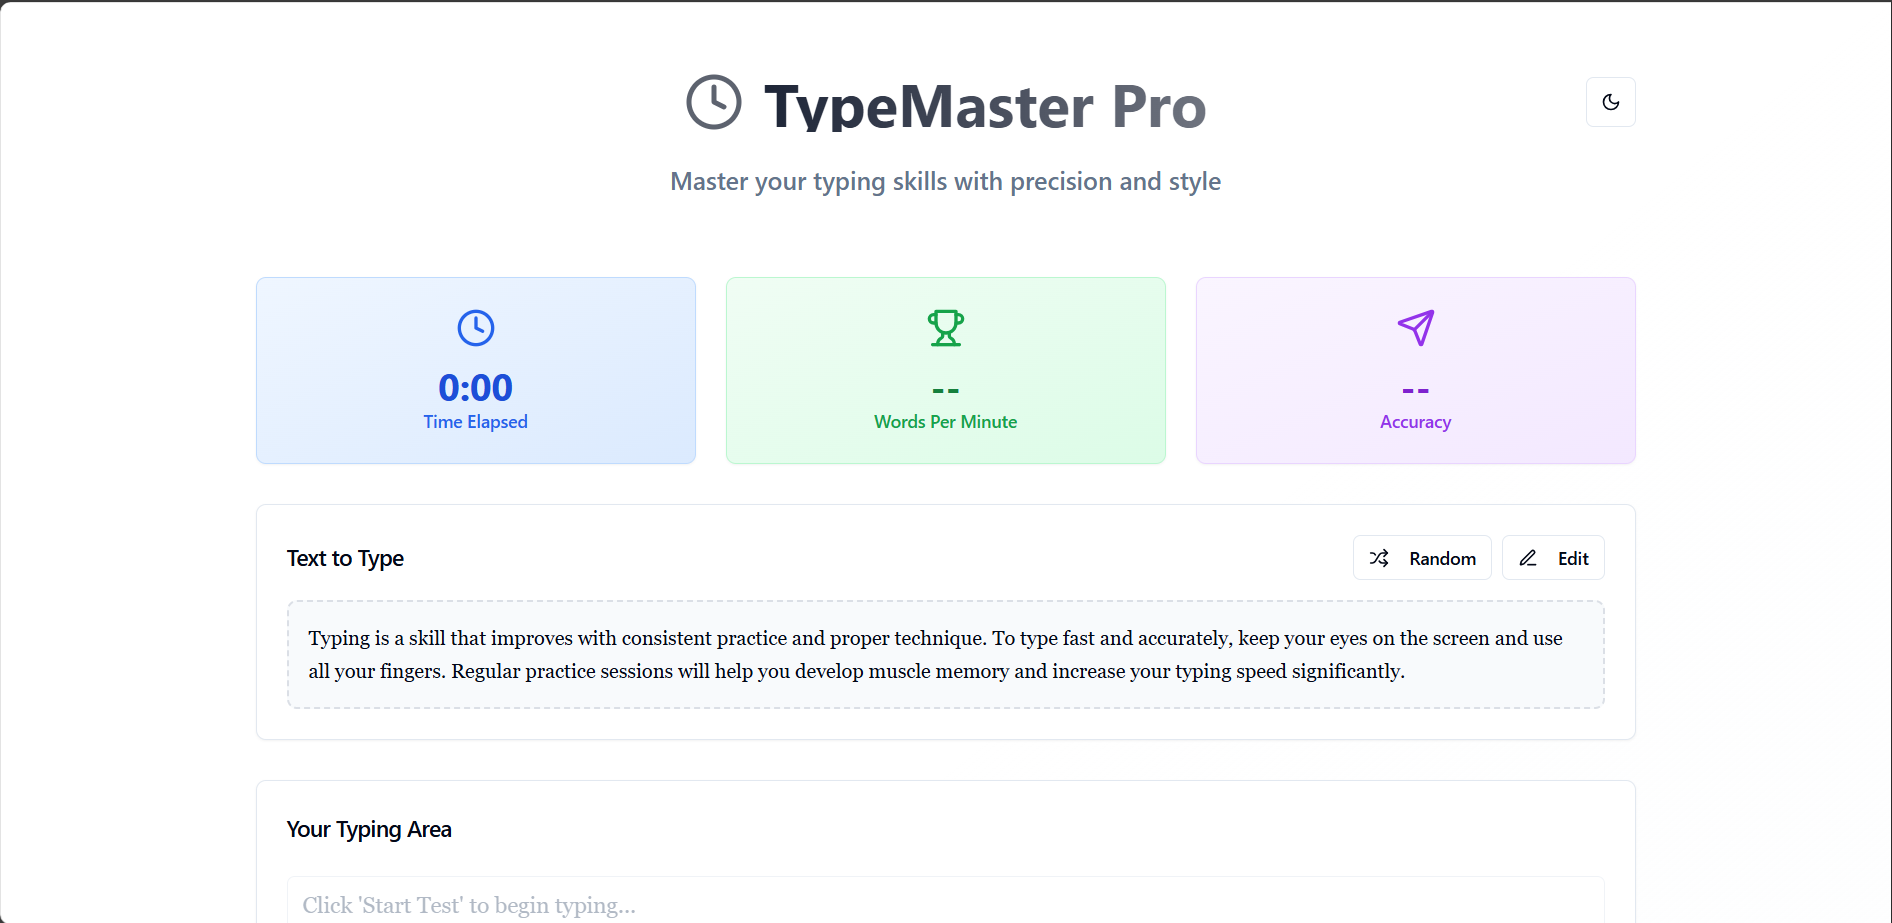 TypeMaster Pro
Master your typing skills with precision and style
0:00
Time Elapsed
--
Words Per Minute
--
Accuracy
Text to Type
Random
Edit
Typing is a skill that improves with consistent practice and proper technique. To type fast and accurately, keep your eyes on the screen and use
all your fingers. Regular practice sessions will help you develop muscle memory and increase your typing speed significantly.
Your Typing Area
Click 'Start Test' to begin typing...